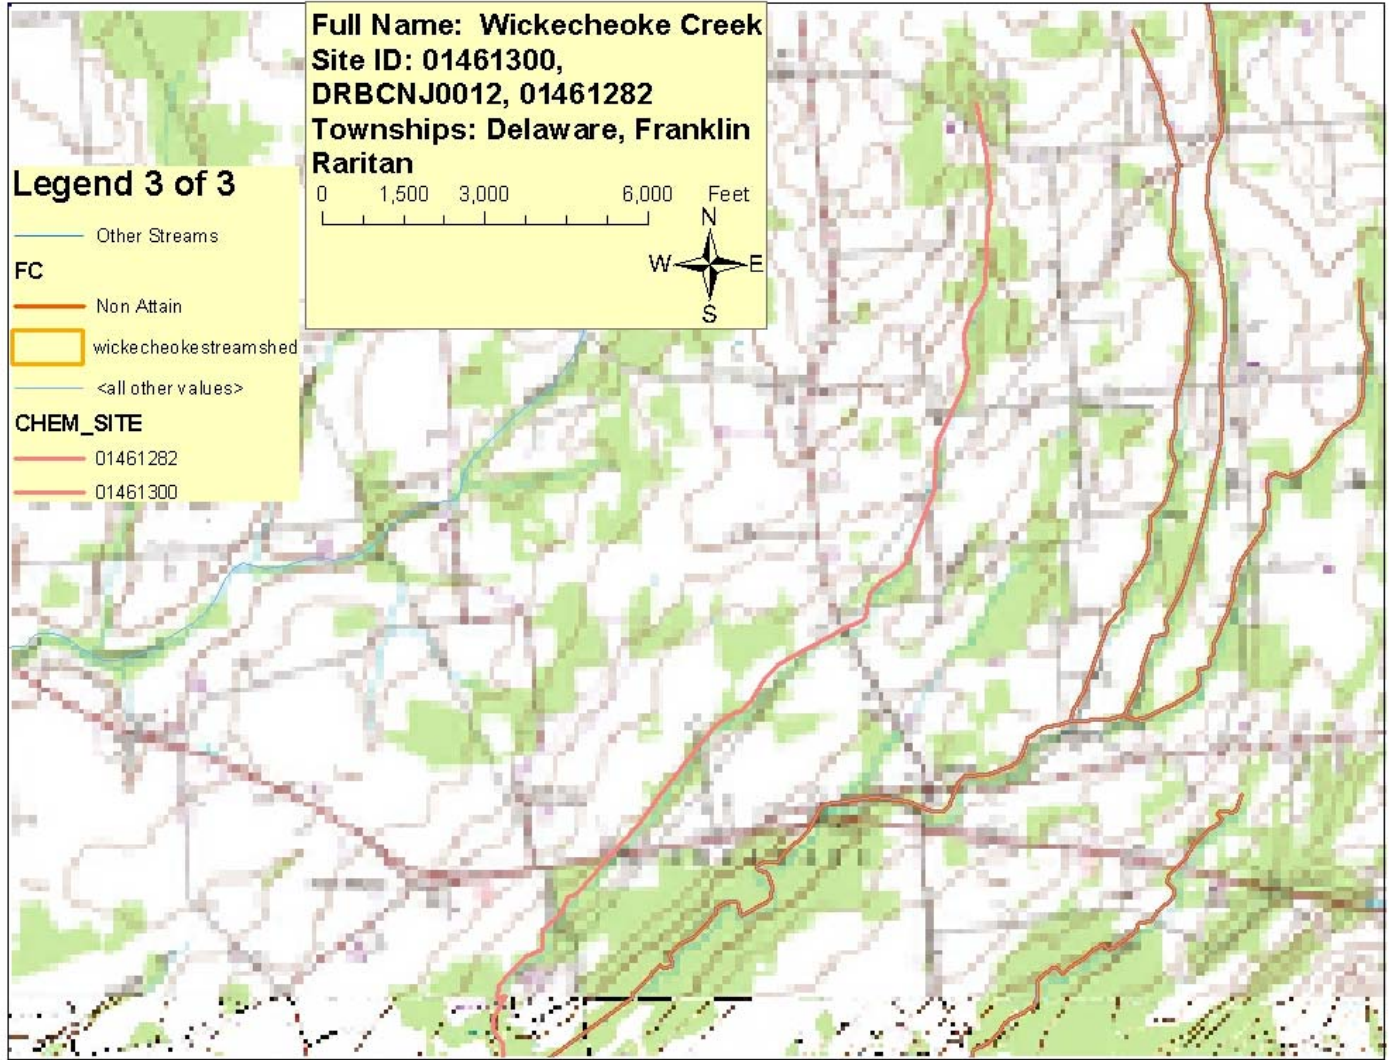 Full Name: Wickecheoke Creek
Site ID: 01461300,
DRBCNJ0012, 01461282
Townships: Delaware, Franklin
Raritan
0 1,500 3,000 6,000 Feet
N
W E
S
Legend 3 of 3
Other Streams
FC
Non Attain
wickecheokestreamshed
<all other values>
CHEM_SITE
01461282
01461300